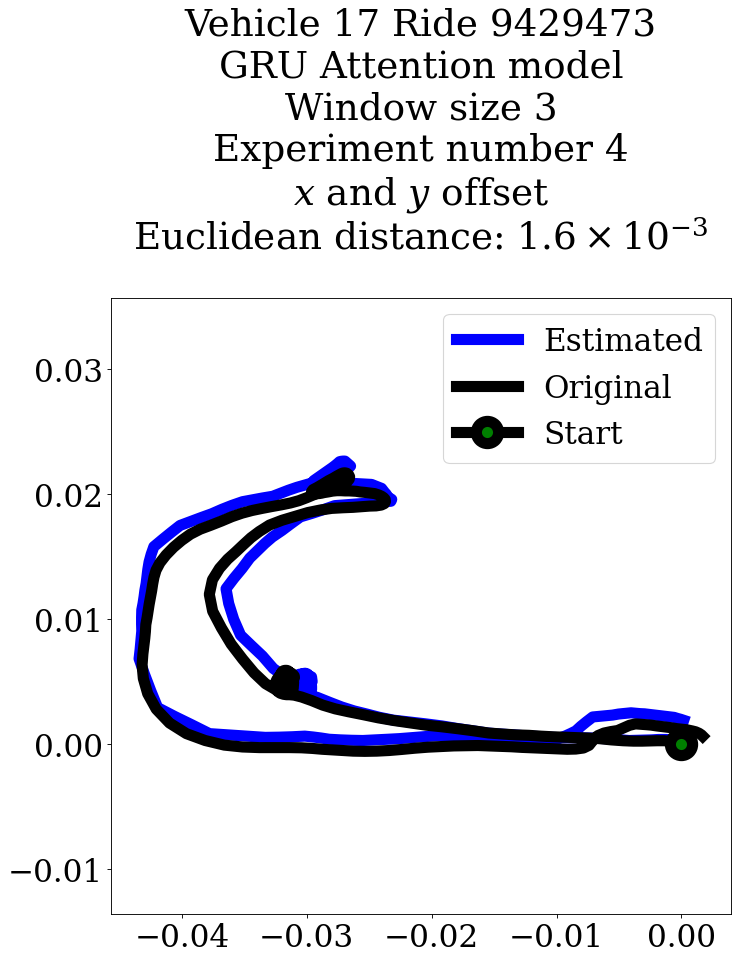 Vehicle 17 Ride 9429473
GRU Attention model
Window size 3
Experiment number 4
x and y offset
Euclidean distance: 1.6 × 10⁻³
Estimated
Original
Start
0.03
0.02
0.01
0.00
−0.01
−0.04 −0.03 −0.02 −0.01 0.00